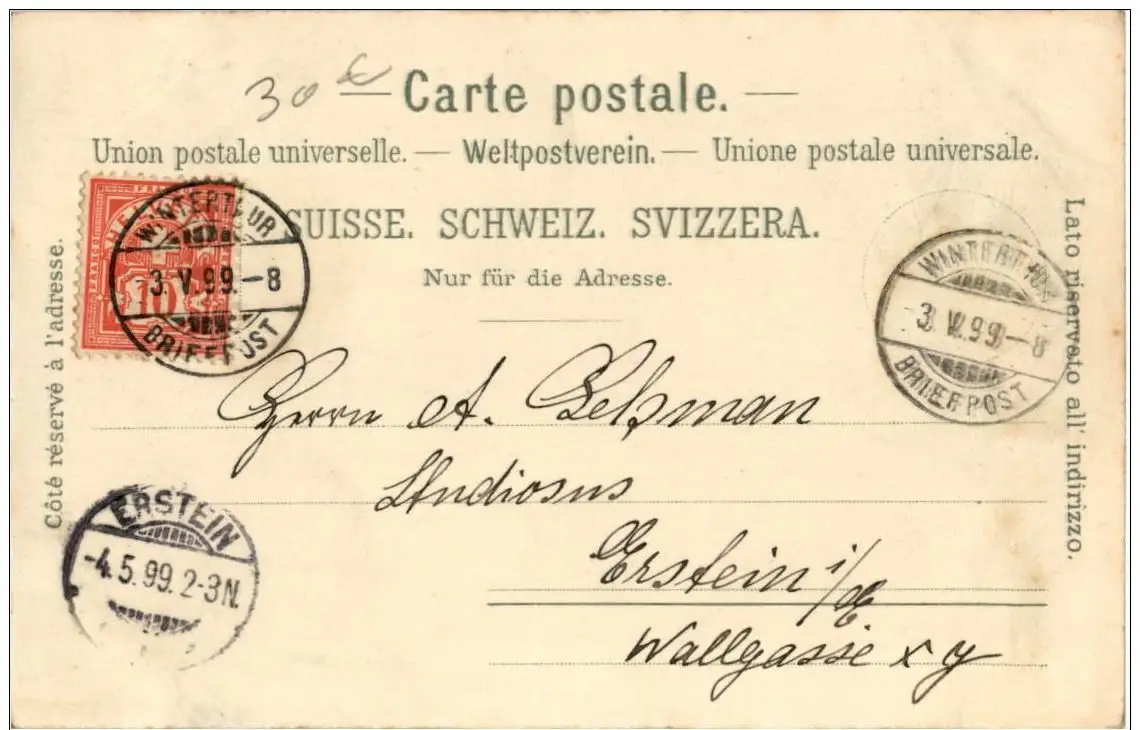 30 €
Carte postale.
Union postale universelle. — Weltpostverein. — Unione postale universale.
SUISSE. SCHWEIZ. SVIZZERA.
Nur für die Adresse.
Côté réservé à l'adresse.
Lato riservato all' indirizzo.
FRANCO
WINTERTHUR
3. V. 99. – 8
BRIEFPOST
WINTERTHUR
3. V. 99 – 8
BRIEFPOST
Herrn A. Selzman
Studiosus
Erstein i/E
Wallgasse x y
ERSTEIN
-4.5.99. 2-3N.